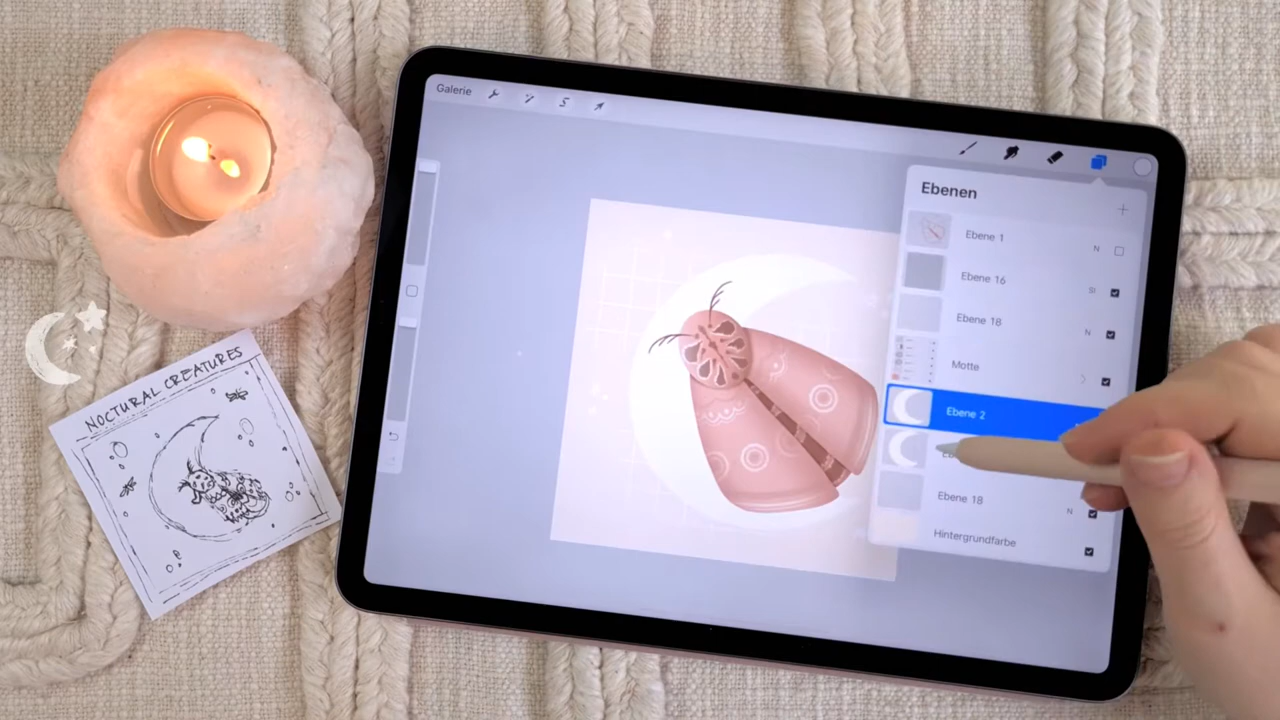 Galerie
Ebenen
Ebene 1
N
Ebene 16
N
Ebene 18
Motte
Ebene 2
Ebene 18
N
Hintergrundfarbe
NOCTURAL CREATURES